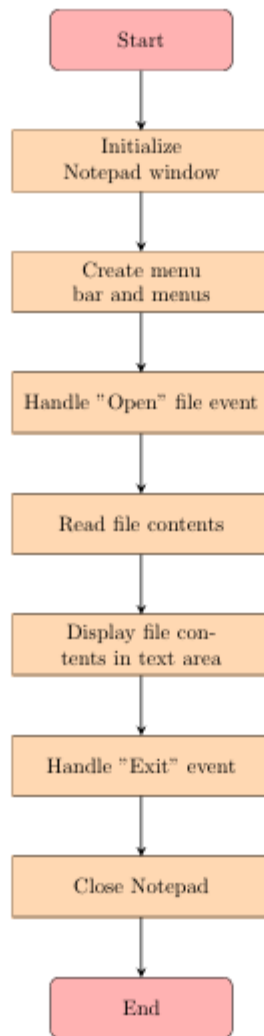 Start
Initialize
Notepad window
Create menu
bar and menus
Handle ”Open” file event
Read file contents
Display file con-
tents in text area
Handle ”Exit” event
Close Notepad
End